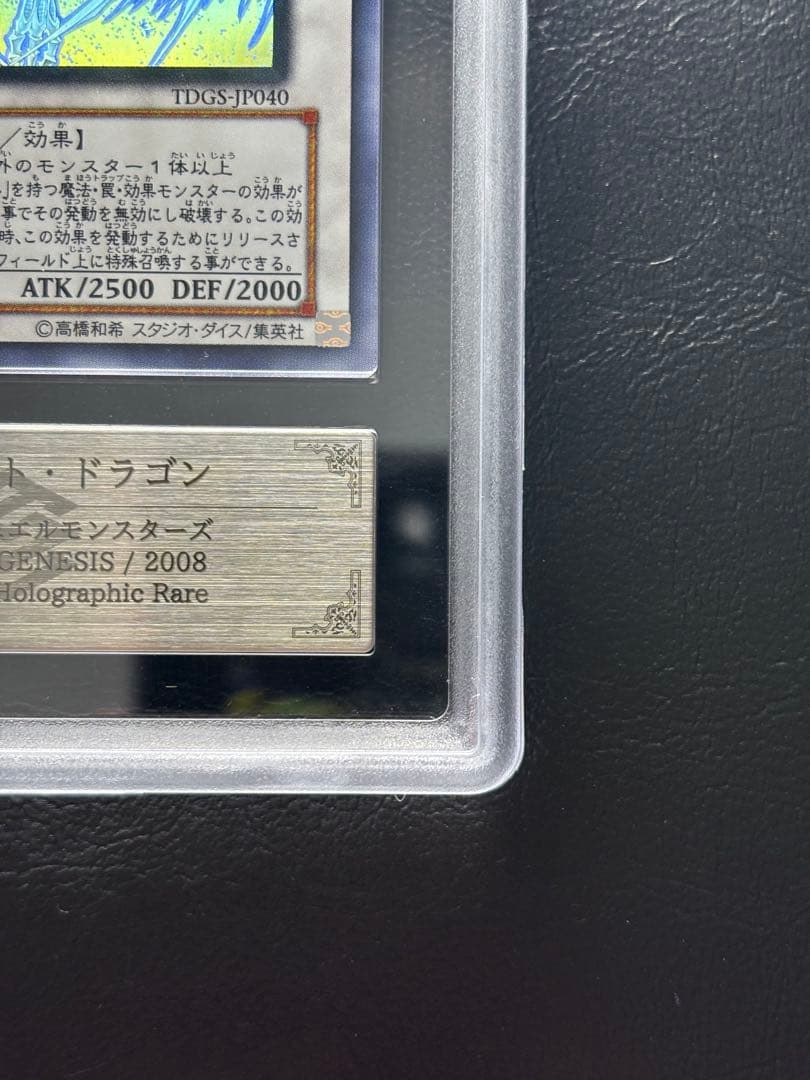 TDGS-JP040
/効果】
外のモンスター1体以上
」を持つ魔法・罠・効果モンスターの効果が
事でその発動を無効にし破壊する。この効
時、この効果を発動するためにリリースさ
フィールド上に特殊召喚する事ができる。
ATK/2500 DEF/2000
©高橋和希 スタジオ・ダイス/集英社
ト・ドラゴン
ュエルモンスターズ
GENESIS / 2008
Holographic Rare